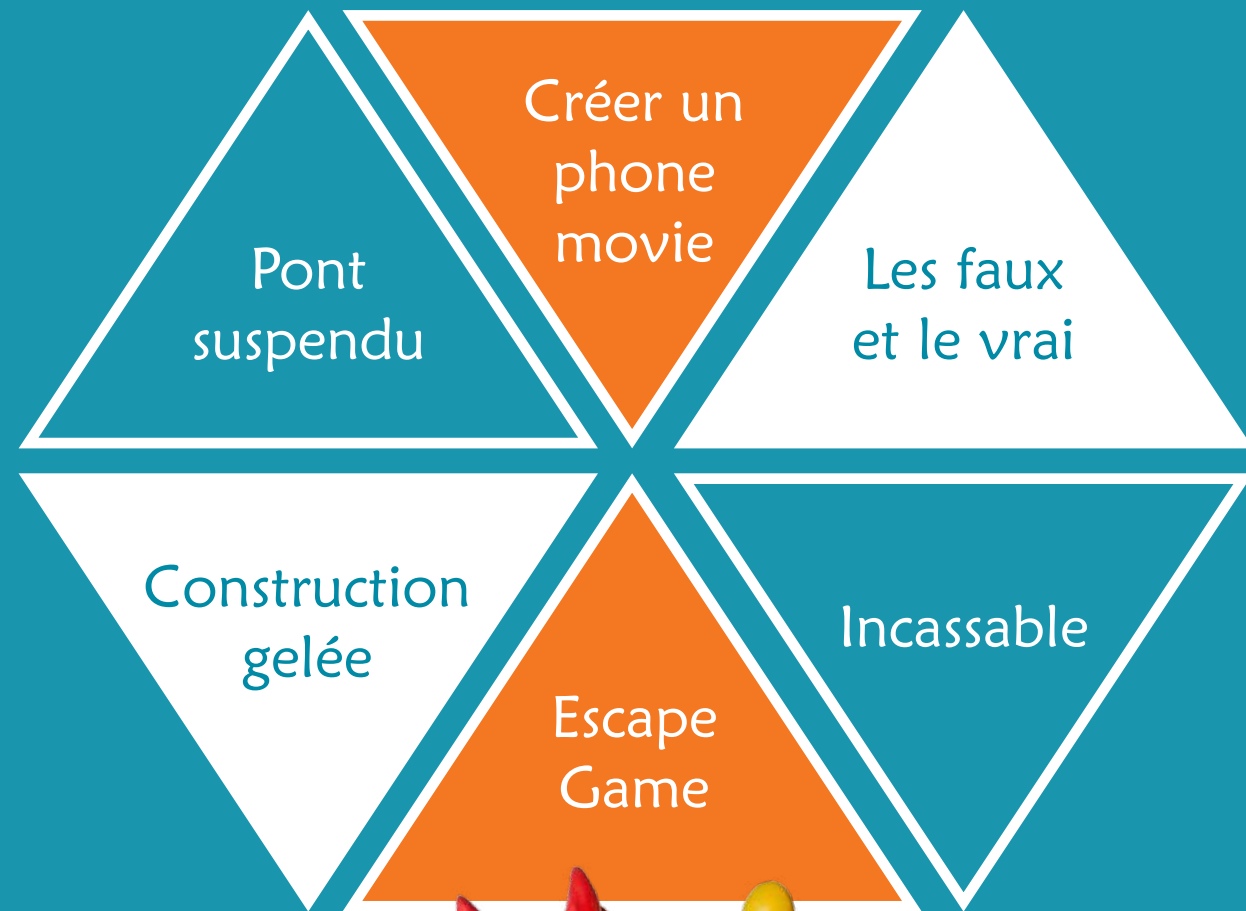 Pont
suspendu
Créer un
phone
movie
Les faux
et le vrai
Construction
gelée
Escape
Game
Incassable